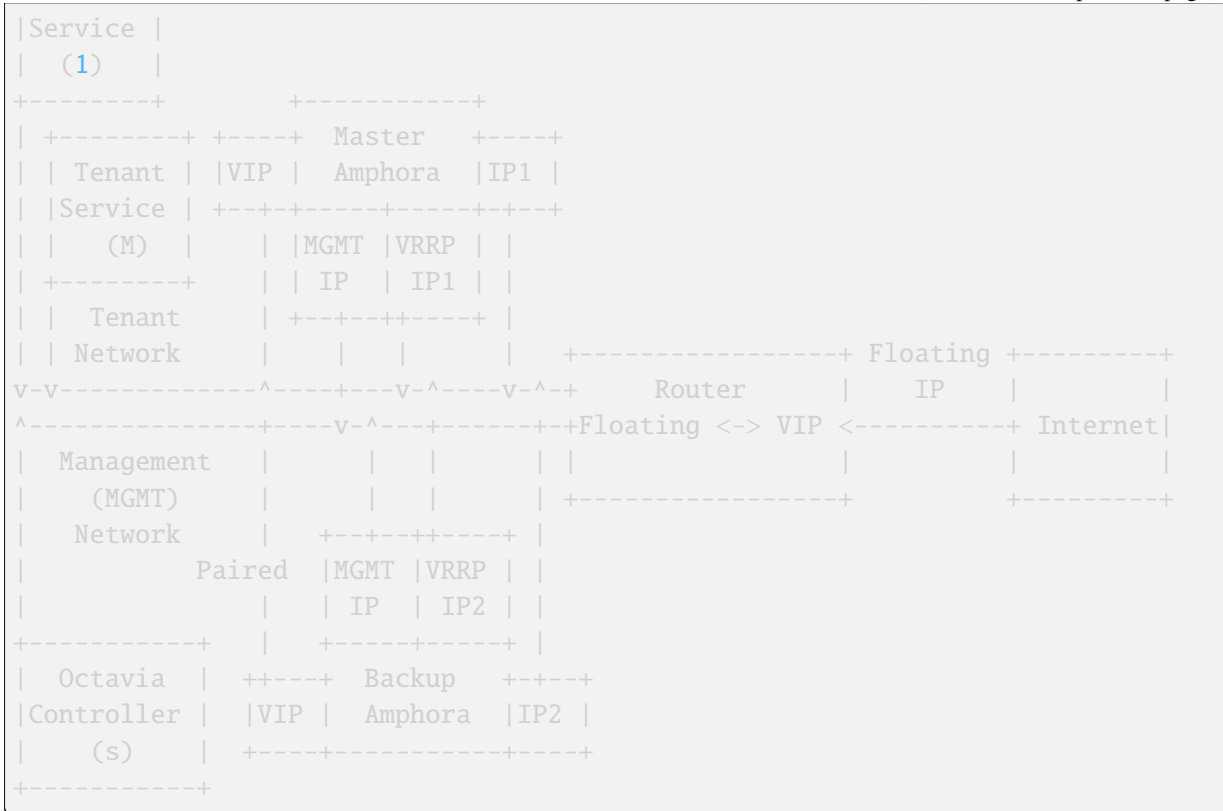 |Service |
|  (1)   |
+--------+        +-----------+
| +--------+ +----+  Master   +----+
| | Tenant | |VIP |  Amphora  |IP1 |
| |Service | +--+-+-----+-----+-+--+
| |   (M)  |    | |MGMT |VRRP | |
| +--------+    | | IP  | IP1 | |
| |  Tenant     | +--+--++----+ |
| | Network     |    |   |      |   +-----------------+ Floating +---------+
v-v-------------^----+---v-^----v-^-+     Router      |    IP    |         |
^---------------+----v-^---+------+-+Floating <-> VIP <----------+ Internet|
|  Management   |      |   |      | |                 |          |         |
|    (MGMT)     |      |   |      | +-----------------+          +---------+
|   Network     |   +--+--++----+ |
|           Paired  |MGMT |VRRP | |
|               |   | IP  | IP2 | |
+-----------+   |   +-----+-----+ |
|  Octavia  |  ++---+  Backup   +-+--+
|Controller |  |VIP |  Amphora  |IP2 |
|    (s)    |  +----+-----------+----+
+-----------+